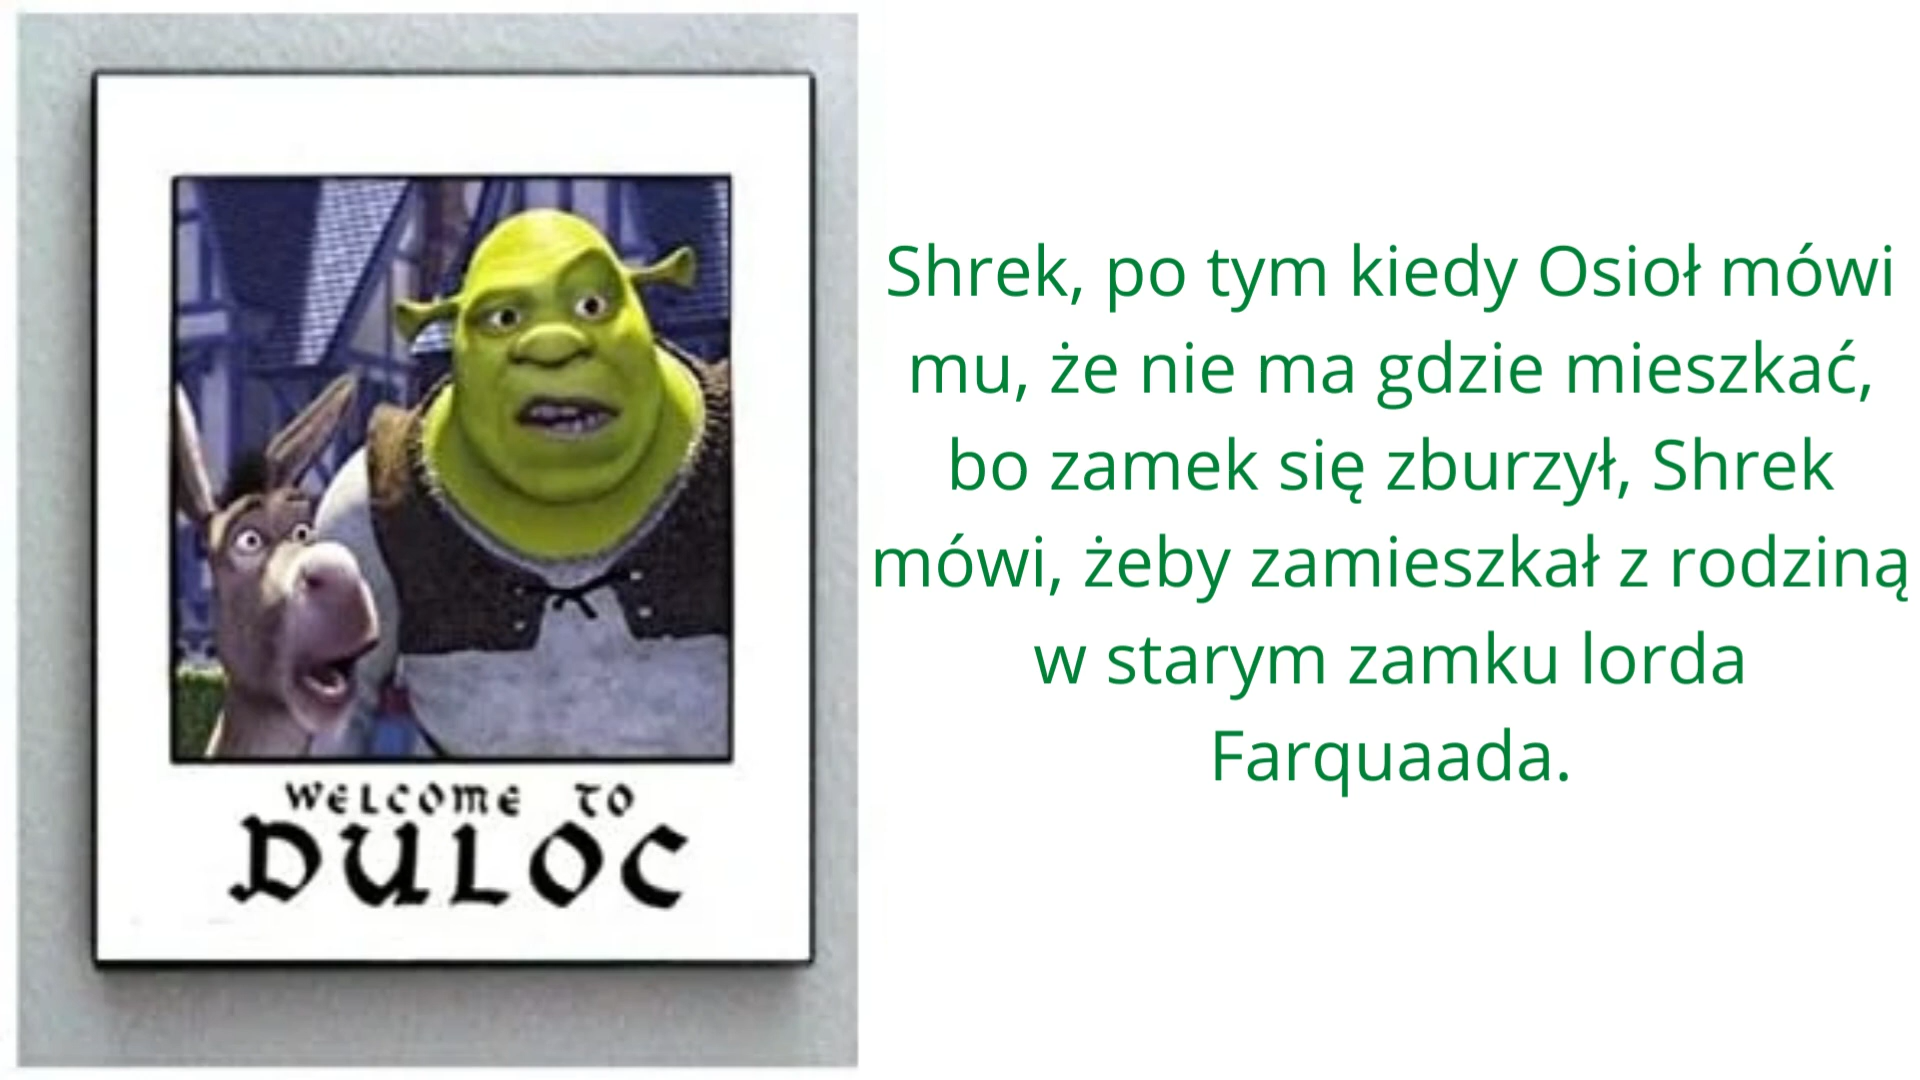 WELCOME TO
DULOC
Shrek, po tym kiedy Osioł mówi
mu, że nie ma gdzie mieszkać,
bo zamek się zburzył, Shrek
mówi, żeby zamieszkał z rodziną
w starym zamku lorda
Farquaada.